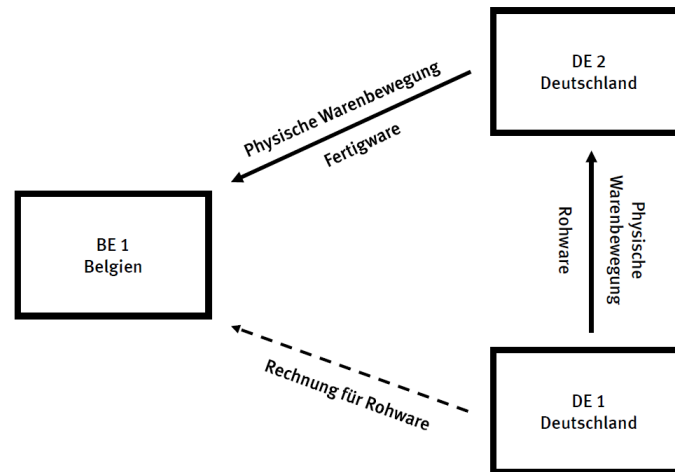 DE 2
Deutschland
Physische Warenbewegung
Fertigware
BE 1
Belgien
Rohware
Physische
Warenbewegung
Rechnung für Rohware
DE 1
Deutschland